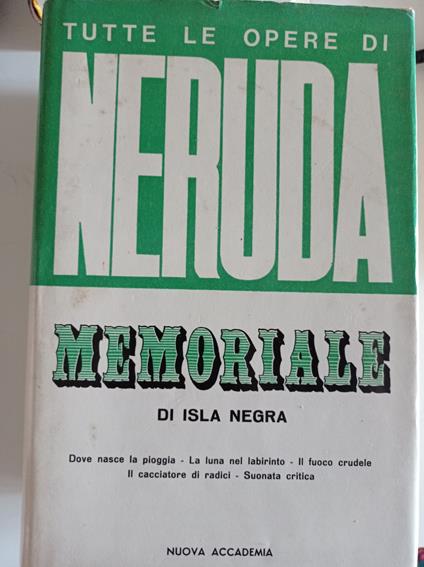 TUTTE LE OPERE DI
NERUDA
MEMORIALE
DI ISLA NEGRA
Dove nasce la pioggia - La luna nel labirinto - Il fuoco crudele
Il cacciatore di radici - Suonata critica
NUOVA ACCADEMIA